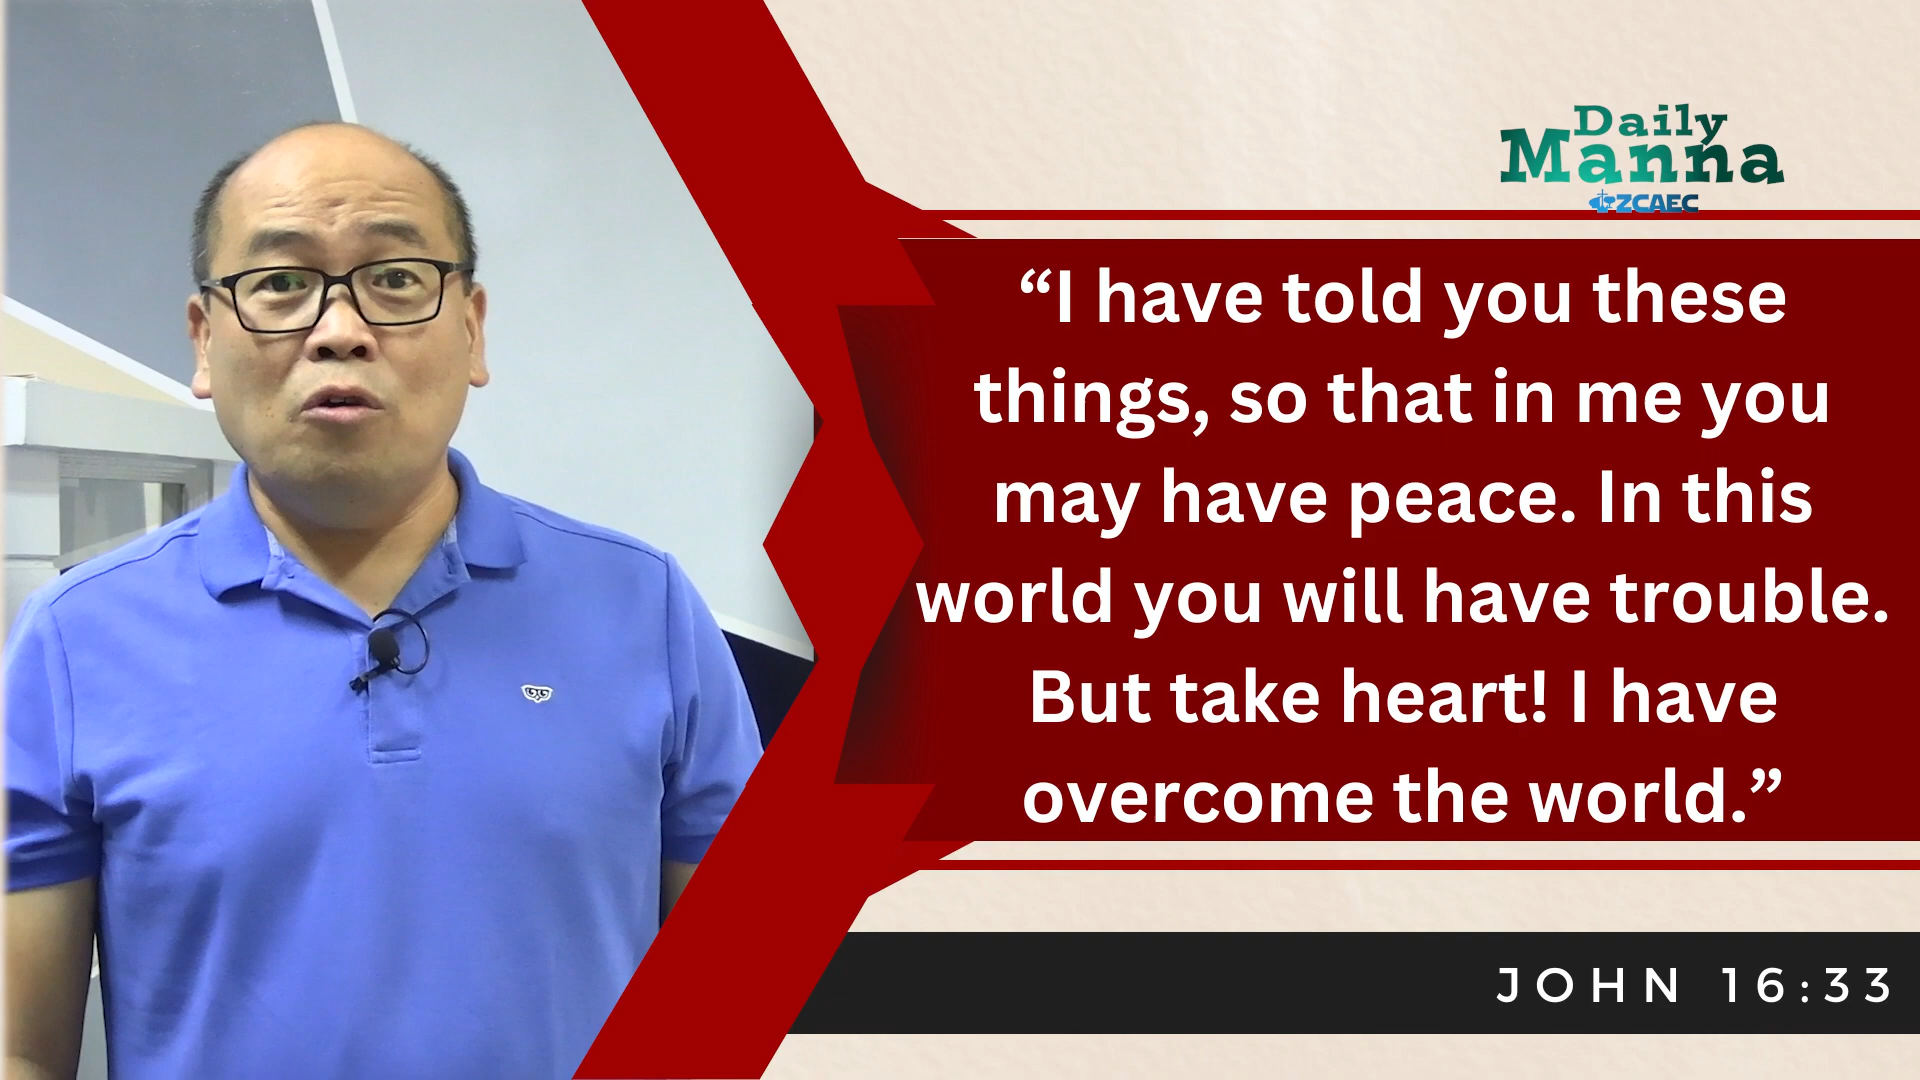 Daily
Manna
ZCAEC
“I have told you these
things, so that in me you
may have peace. In this
world you will have trouble.
But take heart! I have
overcome the world.”
JOHN 16:33